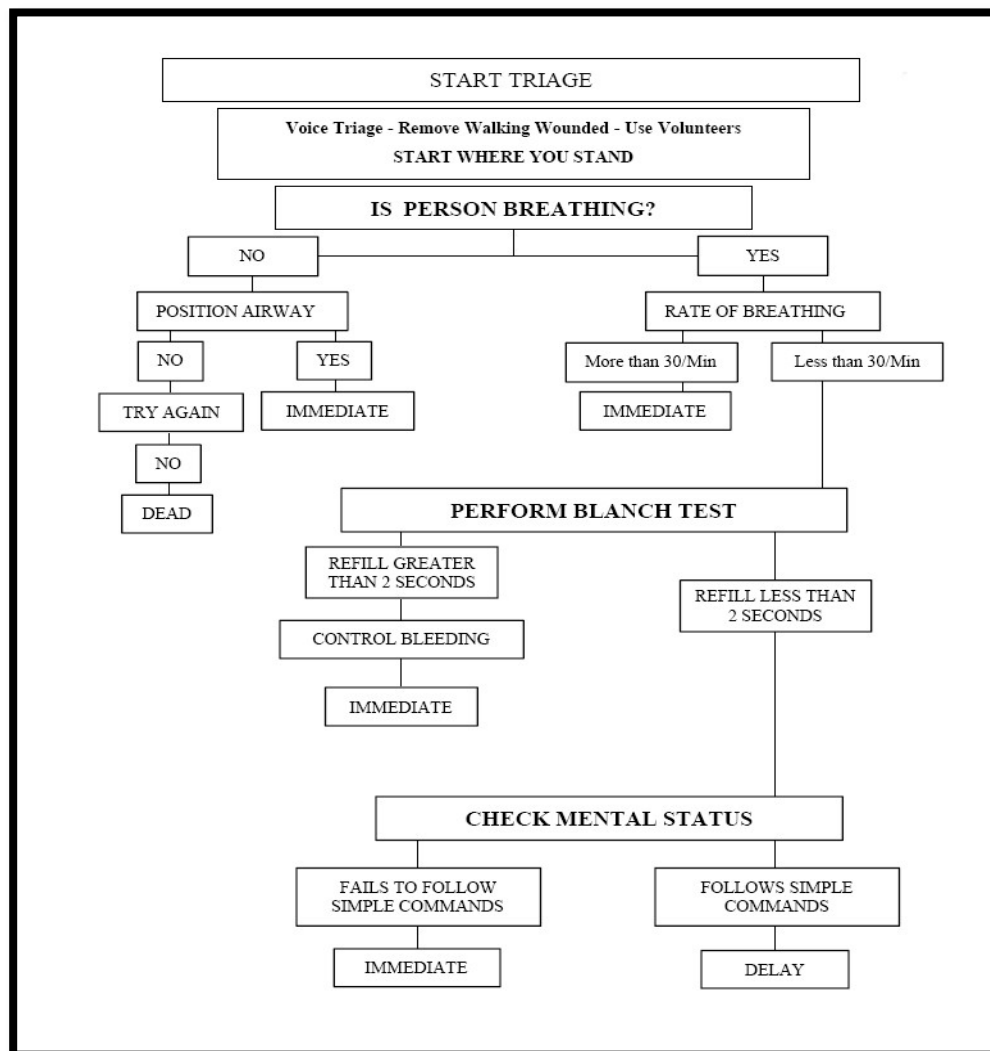 START TRIAGE
Voice Triage - Remove Walking Wounded - Use Volunteers
START WHERE YOU STAND
IS PERSON BREATHING?
NO
YES
POSITION AIRWAY
RATE OF BREATHING
NO
YES
More than 30/Min
Less than 30/Min
TRY AGAIN
IMMEDIATE
IMMEDIATE
NO
DEAD
PERFORM BLANCH TEST
REFILL GREATER
THAN 2 SECONDS
REFILL LESS THAN
2 SECONDS
CONTROL BLEEDING
IMMEDIATE
CHECK MENTAL STATUS
FAILS TO FOLLOW
SIMPLE COMMANDS
FOLLOWS SIMPLE
COMMANDS
IMMEDIATE
DELAY